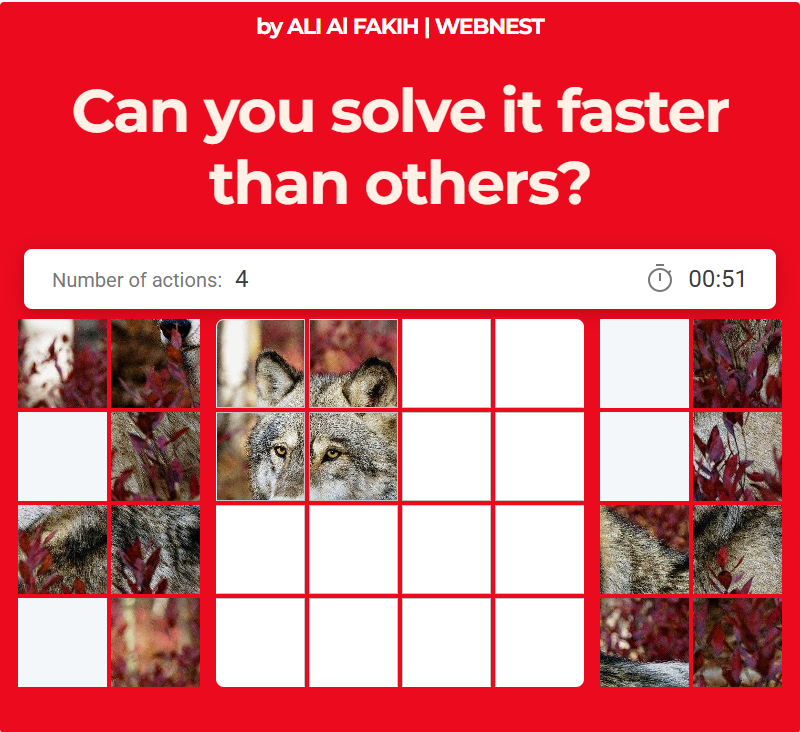 by ALI Al FAKIH | WEBNEST
Can you solve it faster
than others?
Number of actions: 4
00:51